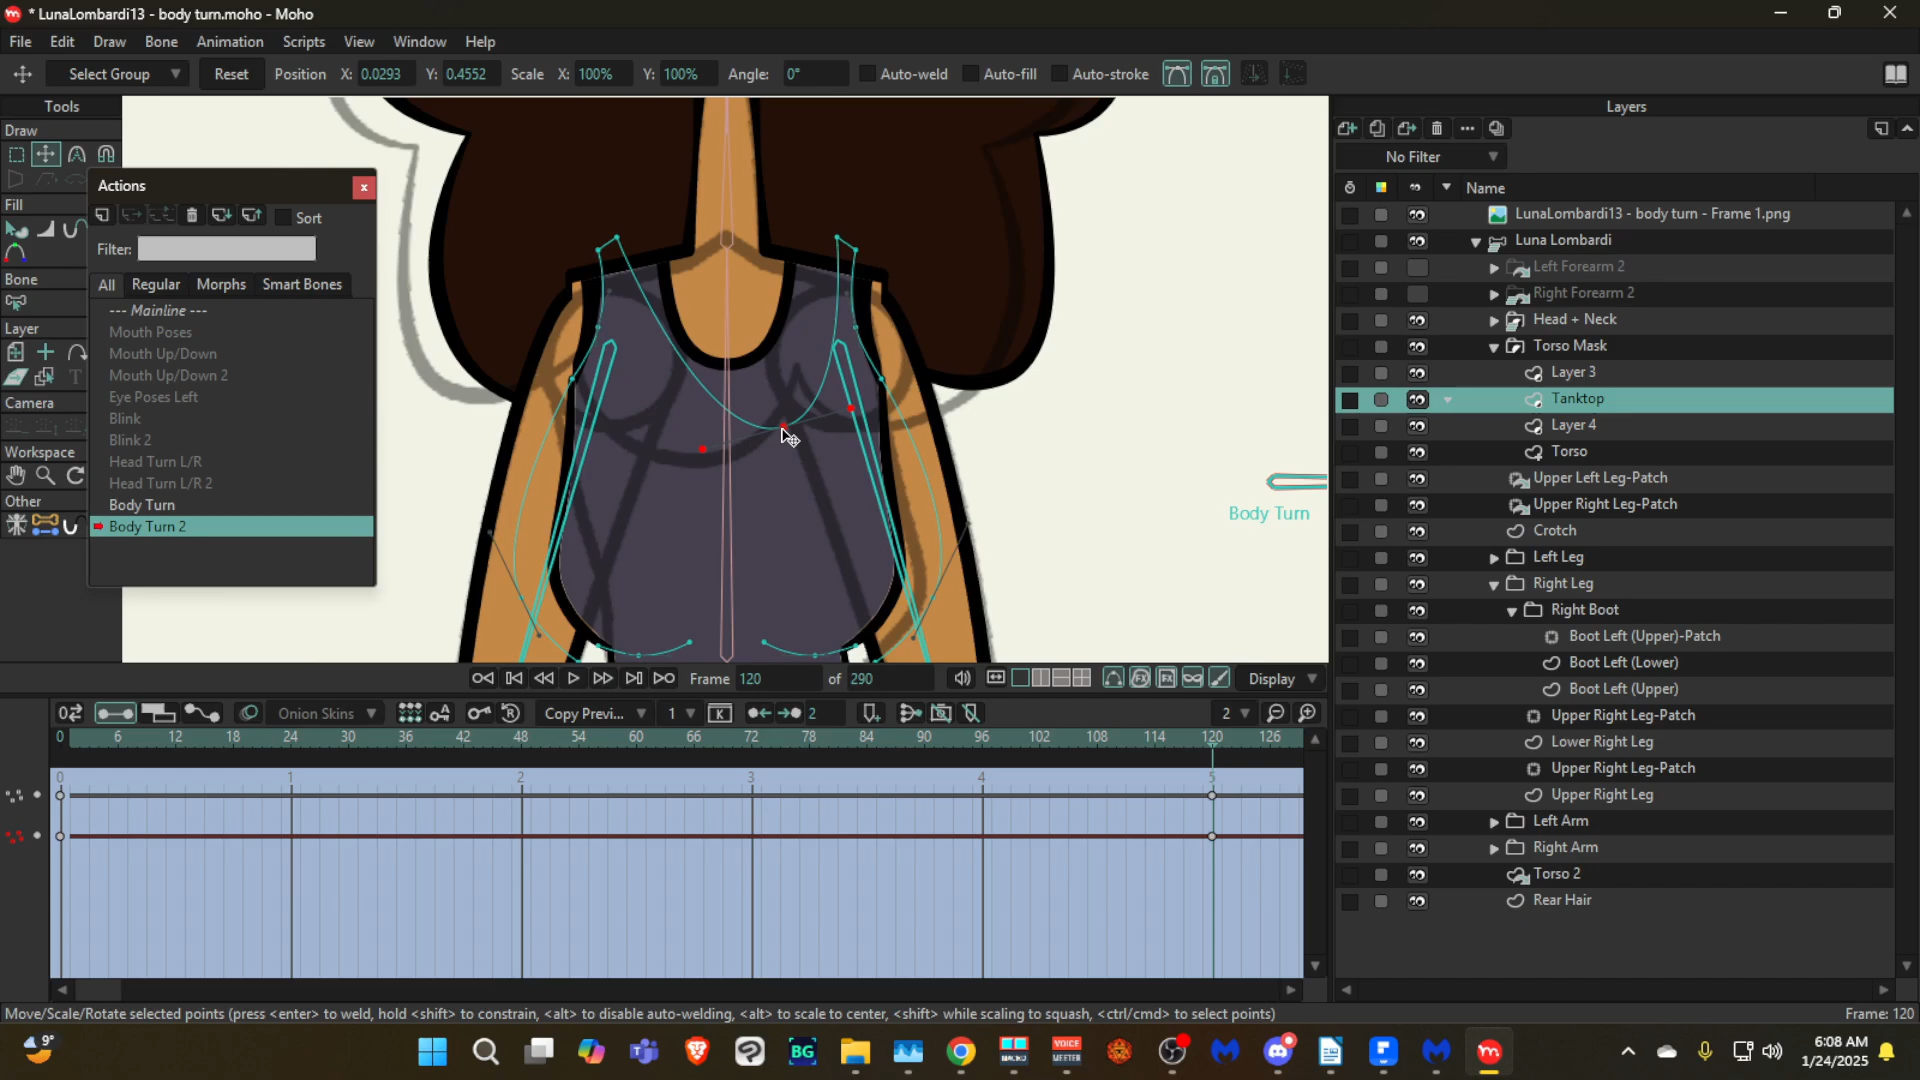 * LunaLombardi13 - body turn.moho - Moho
File Edit Draw Bone Animation Scripts View Window Help
Select Group Reset Position X: 0.0293 Y: 0.4552 Scale X: 100% Y: 100% Angle: 0° Auto-weld Auto-fill Auto-stroke
Tools
Draw
Fill
Bone
Layer
Camera
Workspace
Other
Actions
Sort
Filter:
All Regular Morphs Smart Bones
--- Mainline ---
Mouth Poses
Mouth Up/Down
Mouth Up/Down 2
Eye Poses Left
Blink
Blink 2
Head Turn L/R
Head Turn L/R 2
Body Turn
Body Turn 2
Body Turn
Layers
No Filter
Name
LunaLombardi13 - body turn - Frame 1.png
Luna Lombardi
Left Forearm 2
Right Forearm 2
Head + Neck
Torso Mask
Layer 3
Tanktop
Layer 4
Torso
Upper Left Leg-Patch
Upper Right Leg-Patch
Crotch
Left Leg
Right Leg
Right Boot
Boot Left (Upper)-Patch
Boot Left (Lower)
Boot Left (Upper)
Upper Right Leg-Patch
Lower Right Leg
Upper Right Leg-Patch
Upper Right Leg
Left Arm
Right Arm
Torso 2
Rear Hair
Frame 120 of 290 Display
Onion Skins Copy Previ... 1 2 2
0 6 12 18 24 30 36 42 48 54 60 66 72 78 84 90 96 102 108 114 120 126
0 1 2 3 4 5
Move/Scale/Rotate selected points (press <enter> to weld, hold <shift> to constrain, <alt> to disable auto-welding, <alt> to scale to center, <shift> while scaling to squash, <ctrl/cmd> to select points)
Frame: 120
9°
BG
VOICE MEETER
6:08 AM
1/24/2025